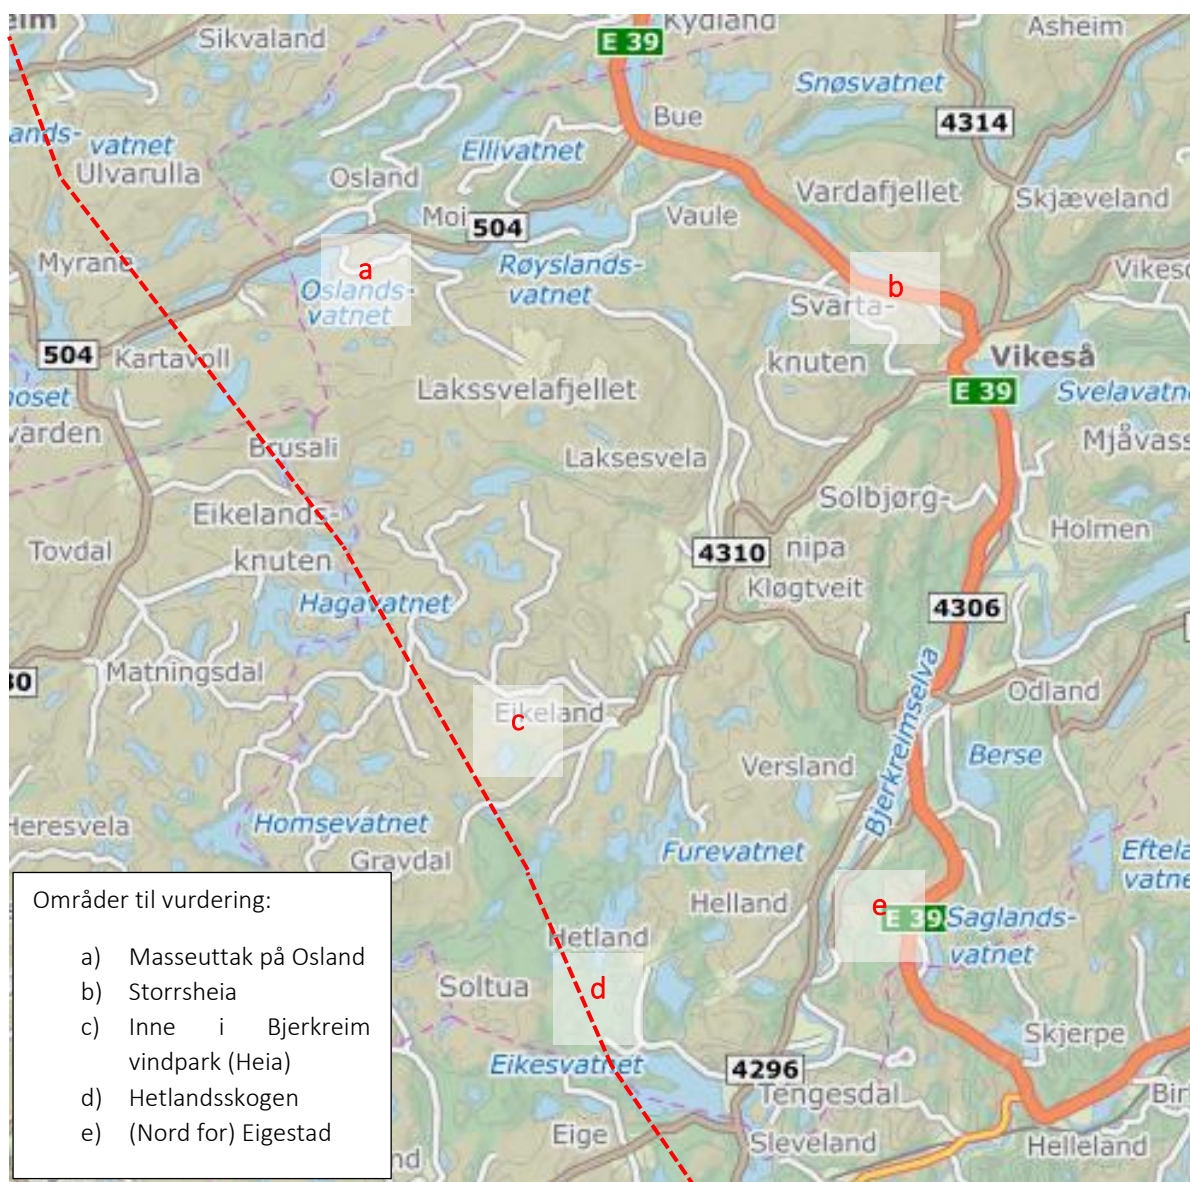 Kydland
Sikvaland
E 39
Asheim
Snøsvatnet
Bue
4314
vatnet
Ellivatnet
Ulvarulla
Osland
Vardafjellet
Skjæveland
Moi
504
Vaule
Myrane
a
Røyslands-
vatnet
Vikeså
b
Oslands-
vatnet
Svarta-
knuten
504
Kartavoll
Vikeså
E 39
Lakssvelafjellet
Svelavatn
Brusali
Laksesvela
Mjåvass
Solbjørg-
nipa
Eikelands-
knuten
Holmen
Tovdal
4310
Kløgtveit
Hagavatnet
4306
Matningsdal
Bjerkreimselva
Odland
c
Eikeland
Versland
Berse
Heresvela
Homsevatnet
Gravdal
Furevatnet
Eftela
vatne
Helland
e
E 39
Saglands-
vatnet
Hetland
Soltua
d
Skjerpe
Eikesvatnet
4296
Tengesdal
Eige
Sleveland
Helleland
Områder til vurdering:
a) Masseuttak på Osland
b) Storrsheia
c) Inne i Bjerkreim
vindpark (Heia)
d) Hetlandsskogen
e) (Nord for) Eigestad